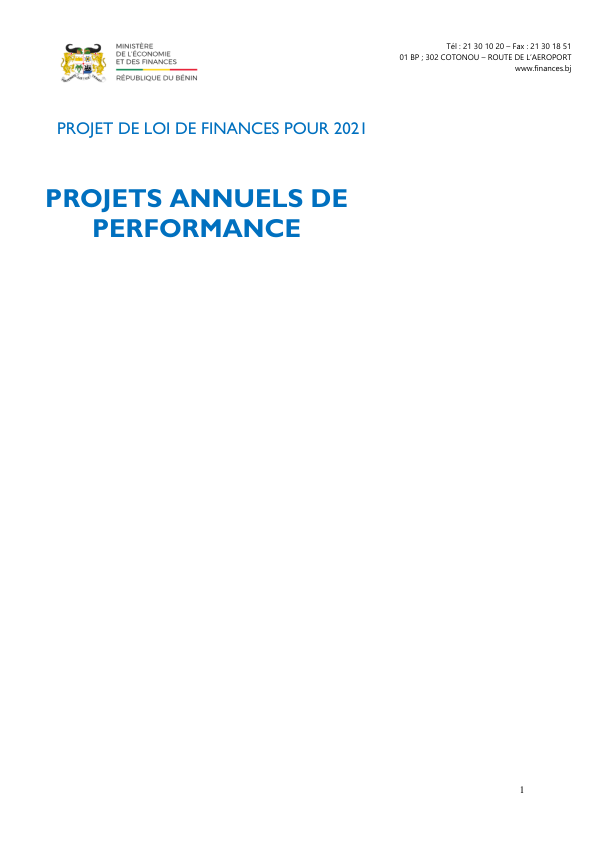 MINISTÈRE
DE L'ÉCONOMIE
ET DES FINANCES
RÉPUBLIQUE DU BÉNIN
Tél : 21 30 10 20 – Fax : 21 30 18 51
01 BP ; 302 COTONOU – ROUTE DE L'AEROPORT
www.finances.bj
PROJET DE LOI DE FINANCES POUR 2021
PROJETS ANNUELS DE
PERFORMANCE
1